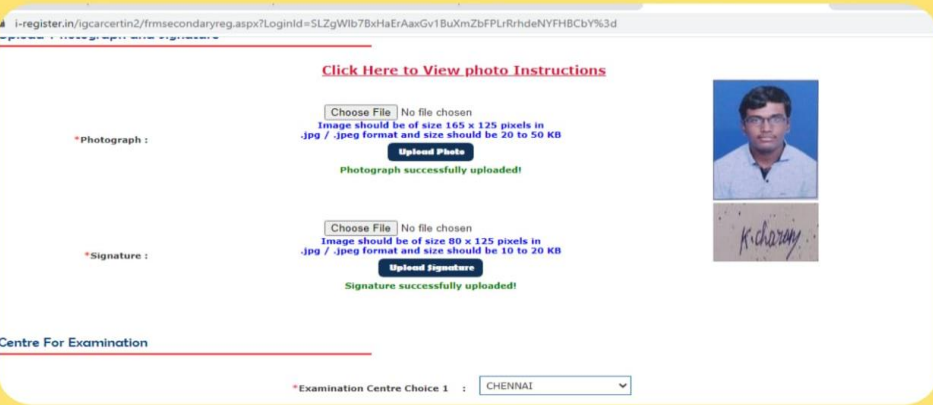 i-register.in/igcarcertin2/frmsecondaryreg.aspx?LoginId=SLZgWIb7BxHaErAaxGv1BuXmZbFPLrRrhdeNYFHBCbY%3d
Upload Photograph and Signature
Click Here to View photo Instructions
Choose File No file chosen
Image should be of size 165 x 125 pixels in
*Photograph :
.jpg / .jpeg format and size should be 20 to 50 KB
Upload Photo
Photograph successfully uploaded!
Choose File No file chosen
K.charan
Image should be of size 80 x 125 pixels in
*Signature :
.jpg / .jpeg format and size should be 10 to 20 KB
Upload Signature
Signature successfully uploaded!
Centre For Examination
*Examination Centre Choice 1 : CHENNAI